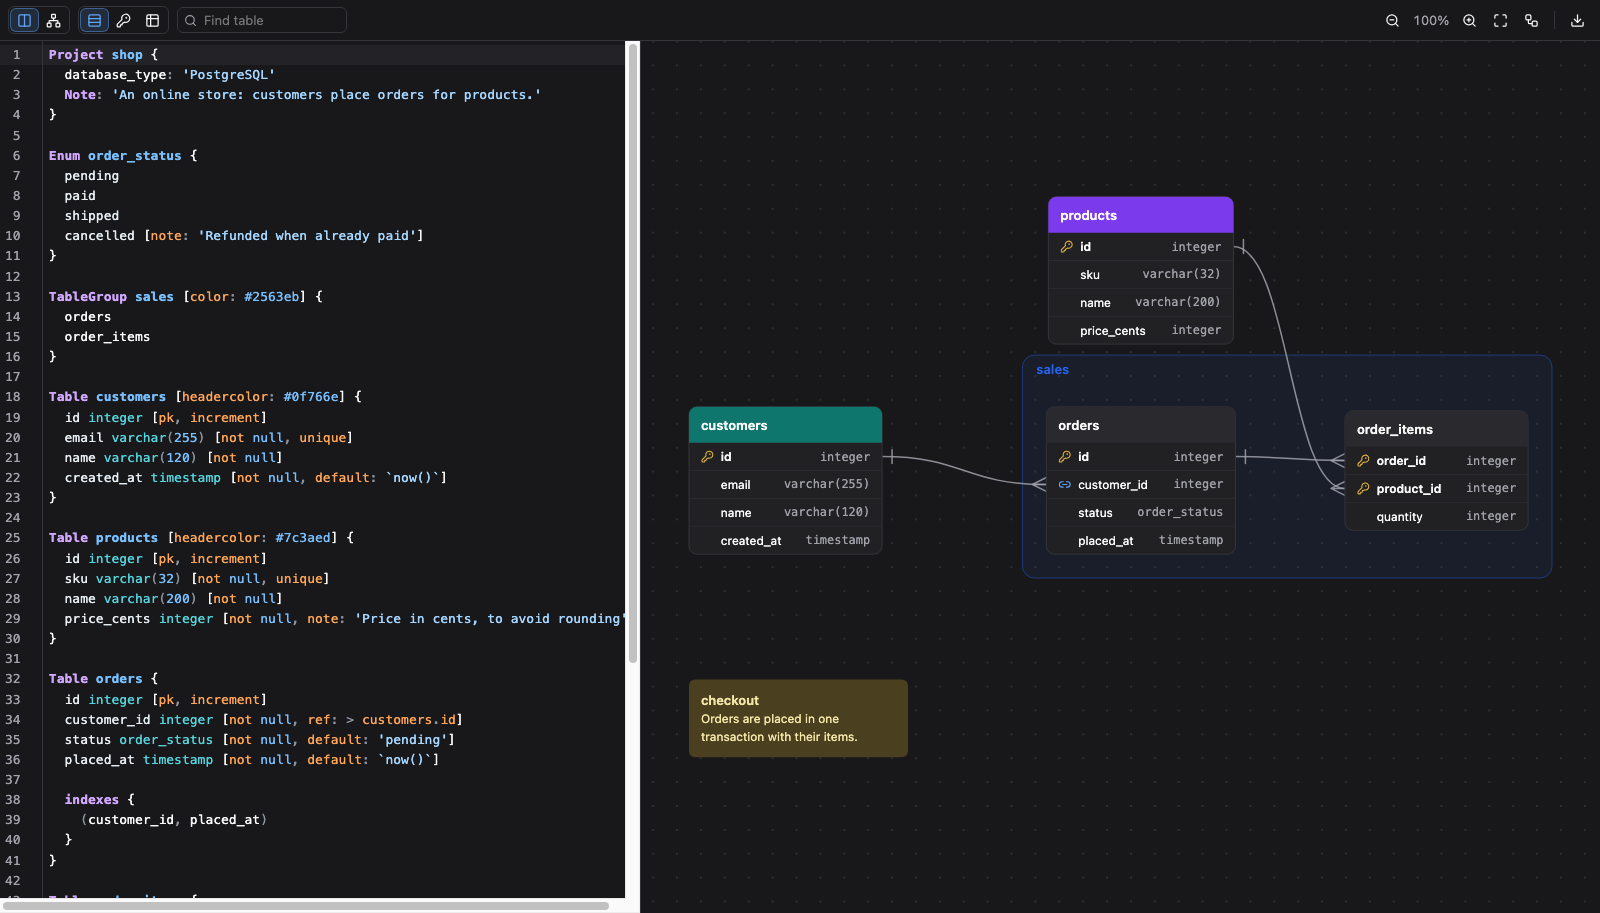 Find table
100%
1 Project shop {
2 database_type: 'PostgreSQL'
3 Note: 'An online store: customers place orders for products.'
4 }
5
6 Enum order_status {
7 pending
8 paid
9 shipped
10 cancelled [note: 'Refunded when already paid']
11 }
12
13 TableGroup sales [color: #2563eb] {
14 orders
15 order_items
16 }
17
18 Table customers [headercolor: #0f766e] {
19 id integer [pk, increment]
20 email varchar(255) [not null, unique]
21 name varchar(120) [not null]
22 created_at timestamp [not null, default: `now()`]
23 }
24
25 Table products [headercolor: #7c3aed] {
26 id integer [pk, increment]
27 sku varchar(32) [not null, unique]
28 name varchar(200) [not null]
29 price_cents integer [not null, note: 'Price in cents, to avoid rounding'
30 }
31
32 Table orders {
33 id integer [pk, increment]
34 customer_id integer [not null, ref: > customers.id]
35 status order_status [not null, default: 'pending']
36 placed_at timestamp [not null, default: `now()`]
37
38 indexes {
39 (customer_id, placed_at)
40 }
41 }
42
products
id integer
sku varchar(32)
name varchar(200)
price_cents integer
sales
customers
id integer
email varchar(255)
name varchar(120)
created_at timestamp
orders
id integer
customer_id integer
status order_status
placed_at timestamp
order_items
order_id integer
product_id integer
quantity integer
checkout
Orders are placed in one
transaction with their items.